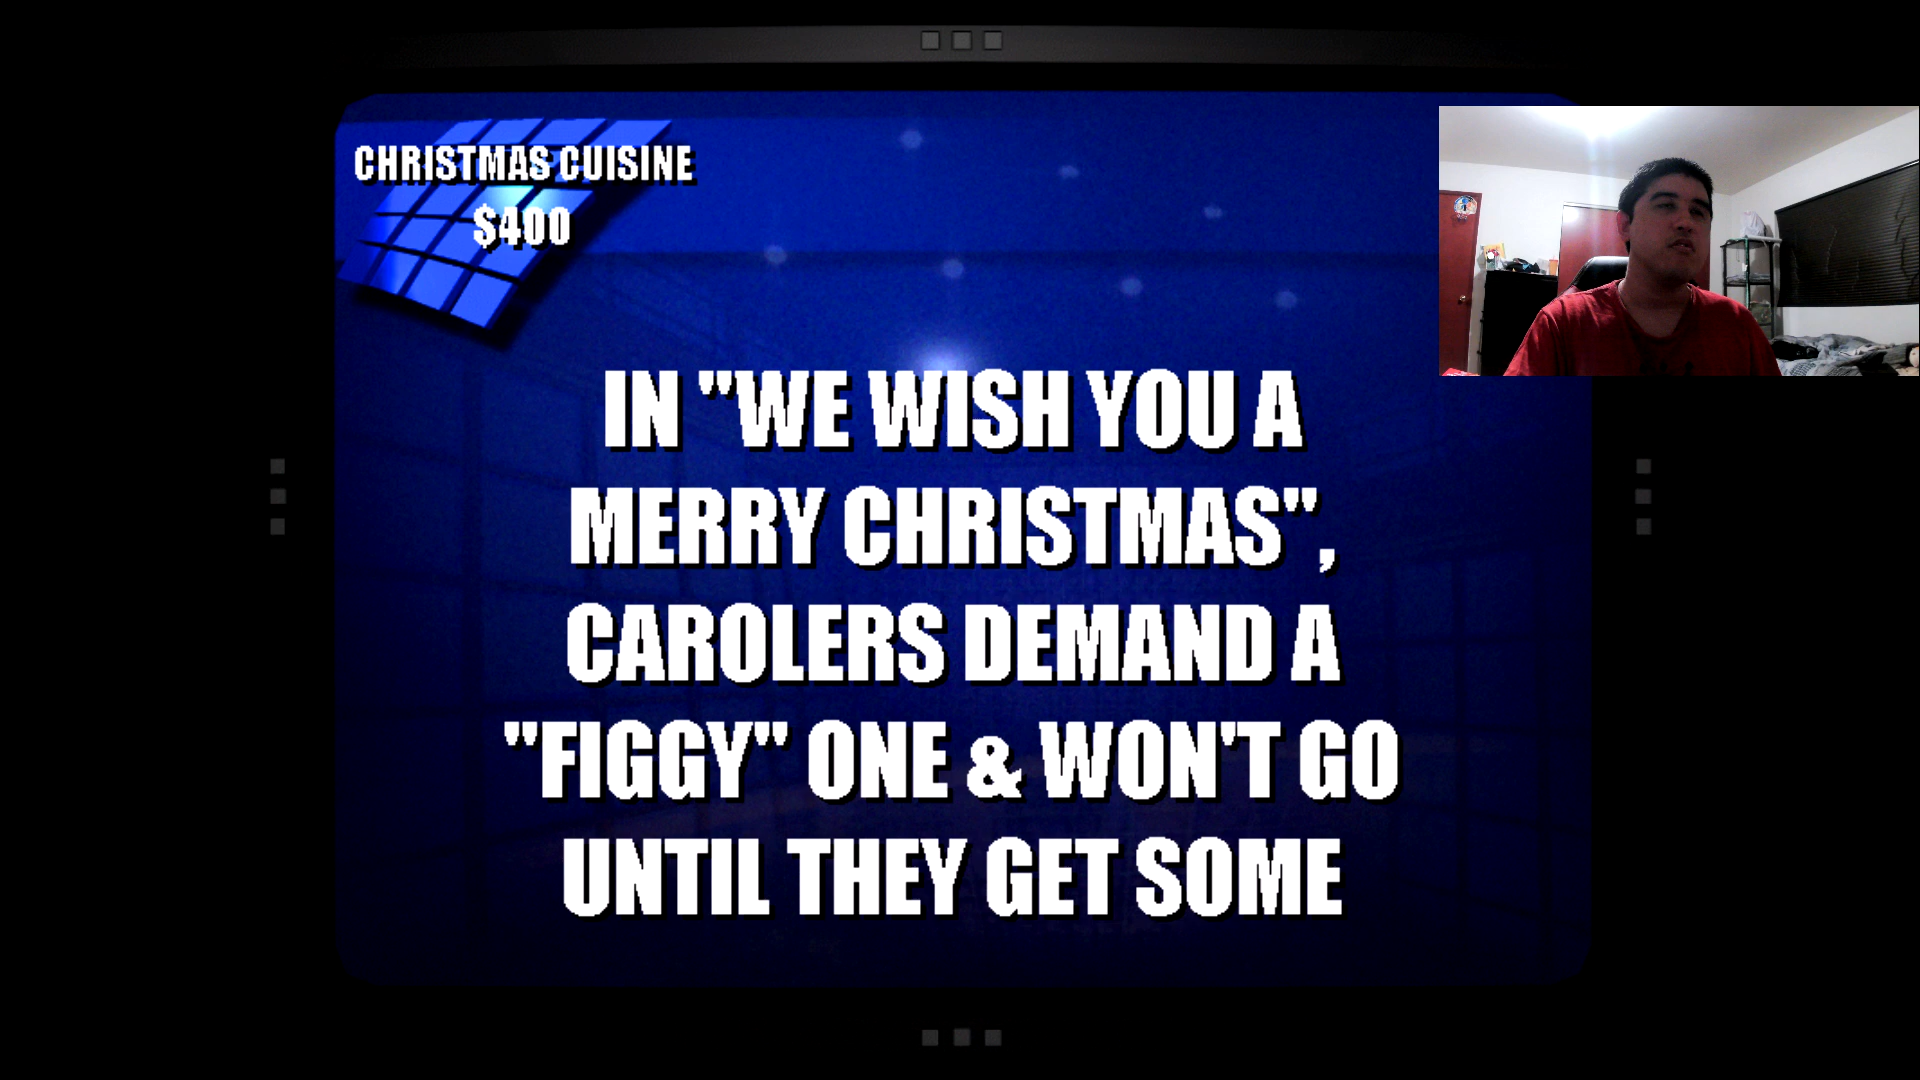 CHRISTMAS CUISINE
$400
IN "WE WISH YOU A
MERRY CHRISTMAS",
CAROLERS DEMAND A
"FIGGY" ONE & WON'T GO
UNTIL THEY GET SOME